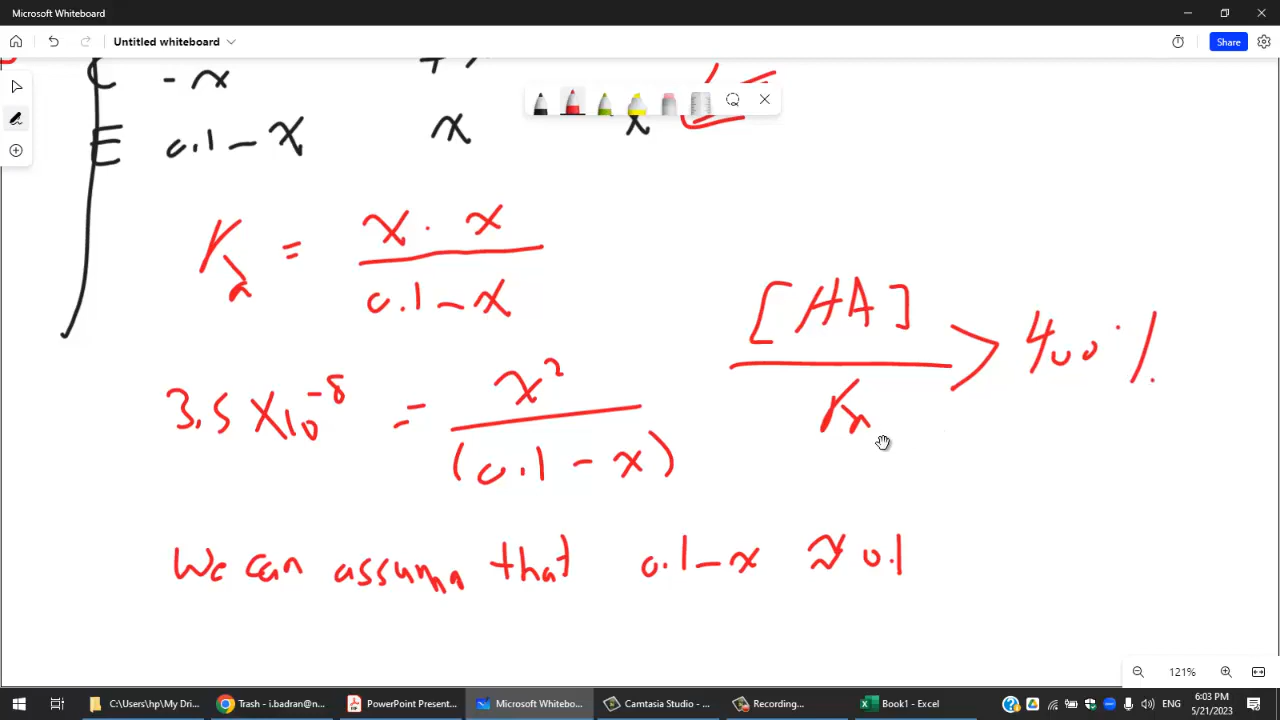 Microsoft Whiteboard
Untitled whiteboard
Share
C -x +x
E 0.1-x x x
Ka = x . x / 0.1-x
[HA] / Ka > 400%
3.5 X10^-8 = x^2 / (0.1-x)
We can assuma that 0.1-x ≈ 0.1
121%
C:\Users\hp\My Dri...
Trash - i.badran@n...
PowerPoint Present...
Microsoft Whitebo...
Camtasia Studio - ...
Recording...
Book1 - Excel
ENG
6:03 PM
5/21/2023